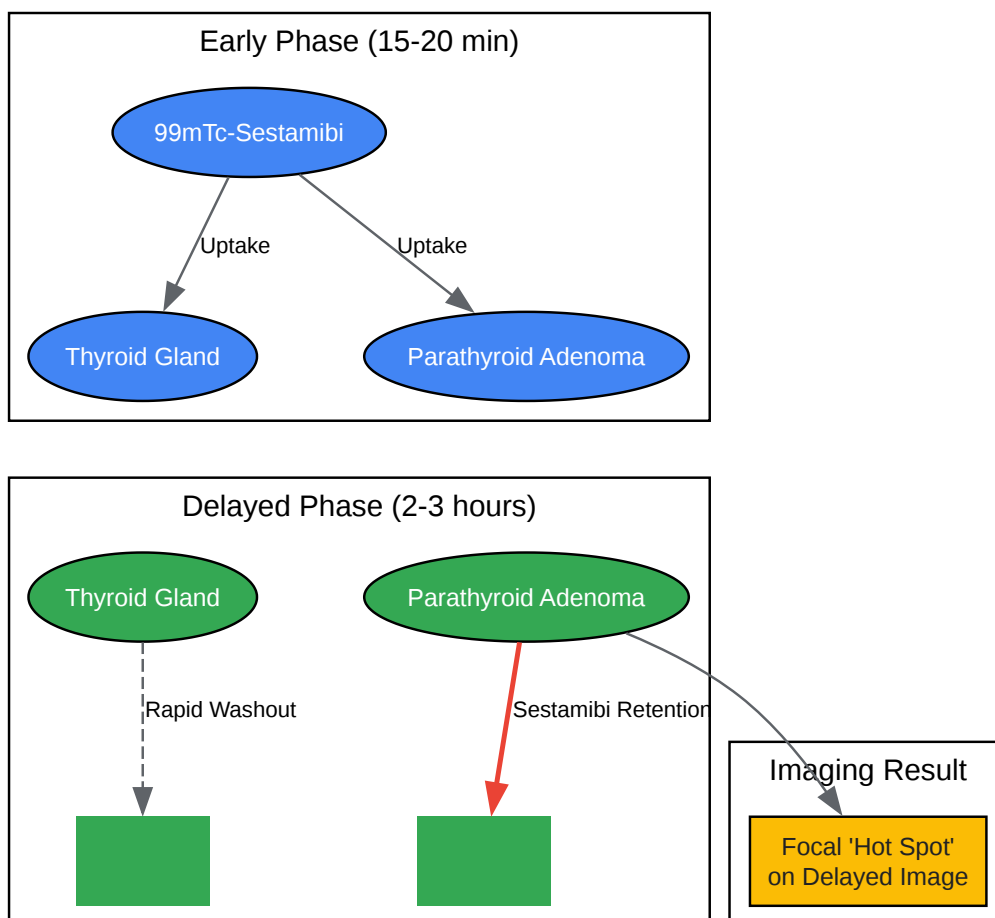 Early Phase (15-20 min)
99mTc-Sestamibi
Uptake
Uptake
Thyroid Gland
Parathyroid Adenoma
Delayed Phase (2-3 hours)
Thyroid Gland
Parathyroid Adenoma
Rapid Washout
Sestamibi Retention
Imaging Result
Focal 'Hot Spot'
on Delayed Image